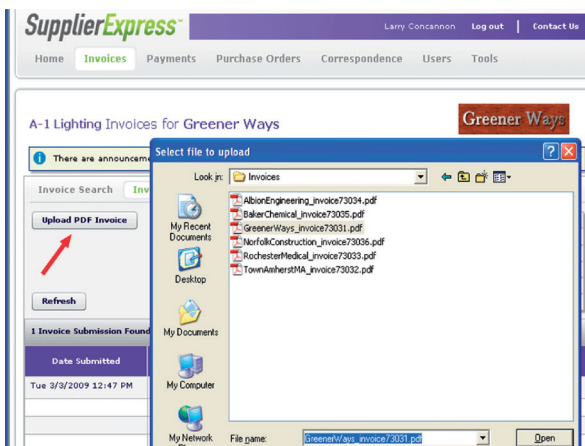 SupplierExpress
Larry Concannon Log out | Contact Us
Home Invoices Payments Purchase Orders Correspondence Users Tools
A-1 Lighting Invoices for Greener Ways
Greener Ways
There are announceme
Select file to upload
Look in: Invoices
Invoice Search Inv
Upload PDF Invoice
Refresh
1 Invoice Submission Found
Date Submitted
Tue 3/3/2009 12:47 PM
My Recent
Documents
Desktop
My Documents
My Computer
My Network
AlbionEngineering_invoice73034.pdf
BakerChemical_invoice73035.pdf
GreenerWays_invoice73031.pdf
NorfolkConstruction_invoice73036.pdf
RochesterMedical_invoice73033.pdf
TownAmherstMA_invoice73032.pdf
File name: GreenerWays_invoice73031.pdf
Open